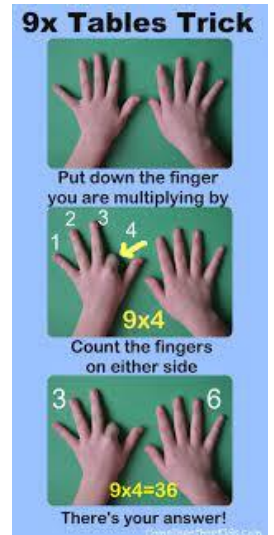 9x Tables Trick
Put down the finger
you are multiplying by
1 2 3 4
9x4
Count the fingers
on either side
3 6
9x4=36
There's your answer!